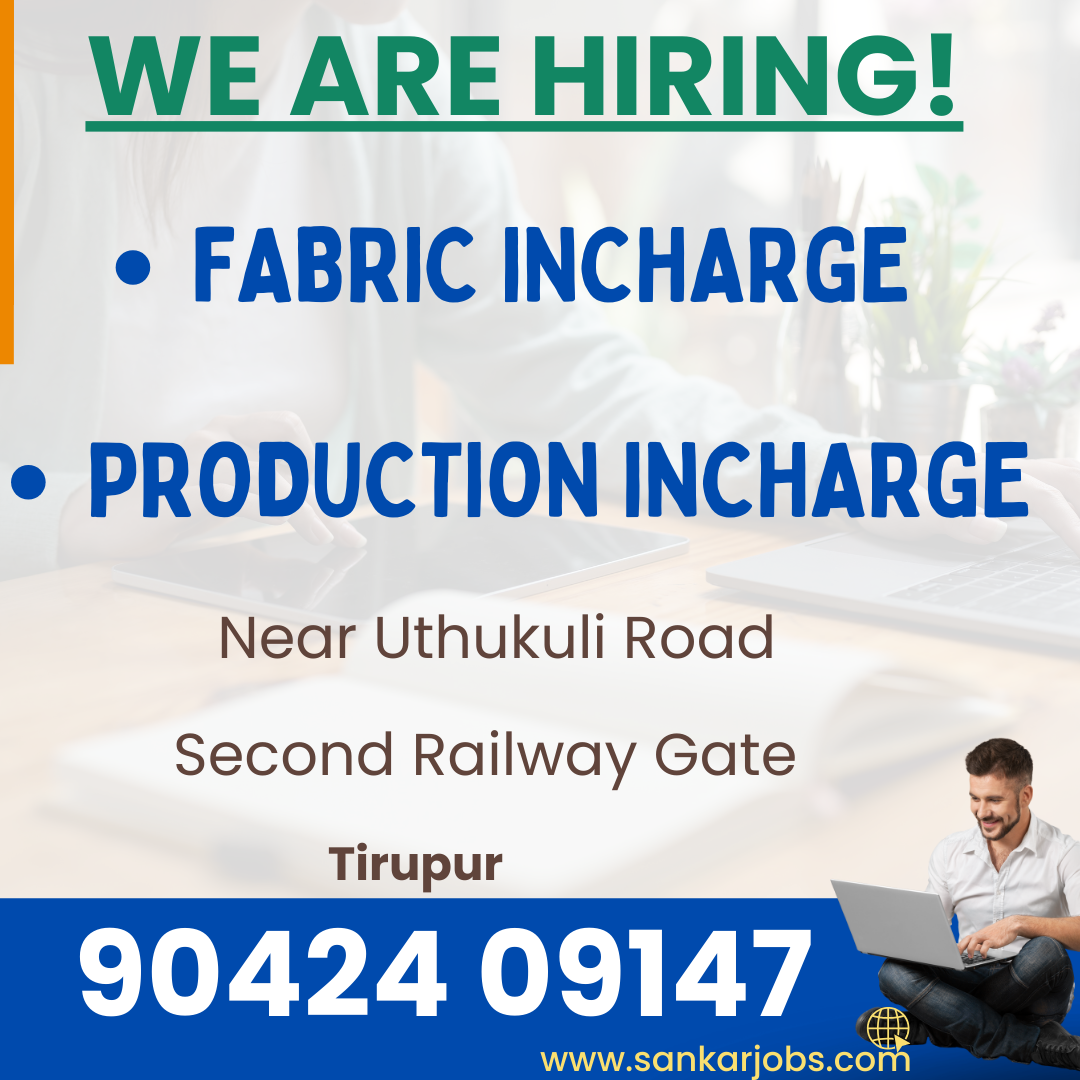 WE ARE HIRING!
• FABRIC INCHARGE
• PRODUCTION INCHARGE
Near Uthukuli Road
Second Railway Gate
Tirupur
90424 09147
www.sankarjobs.com